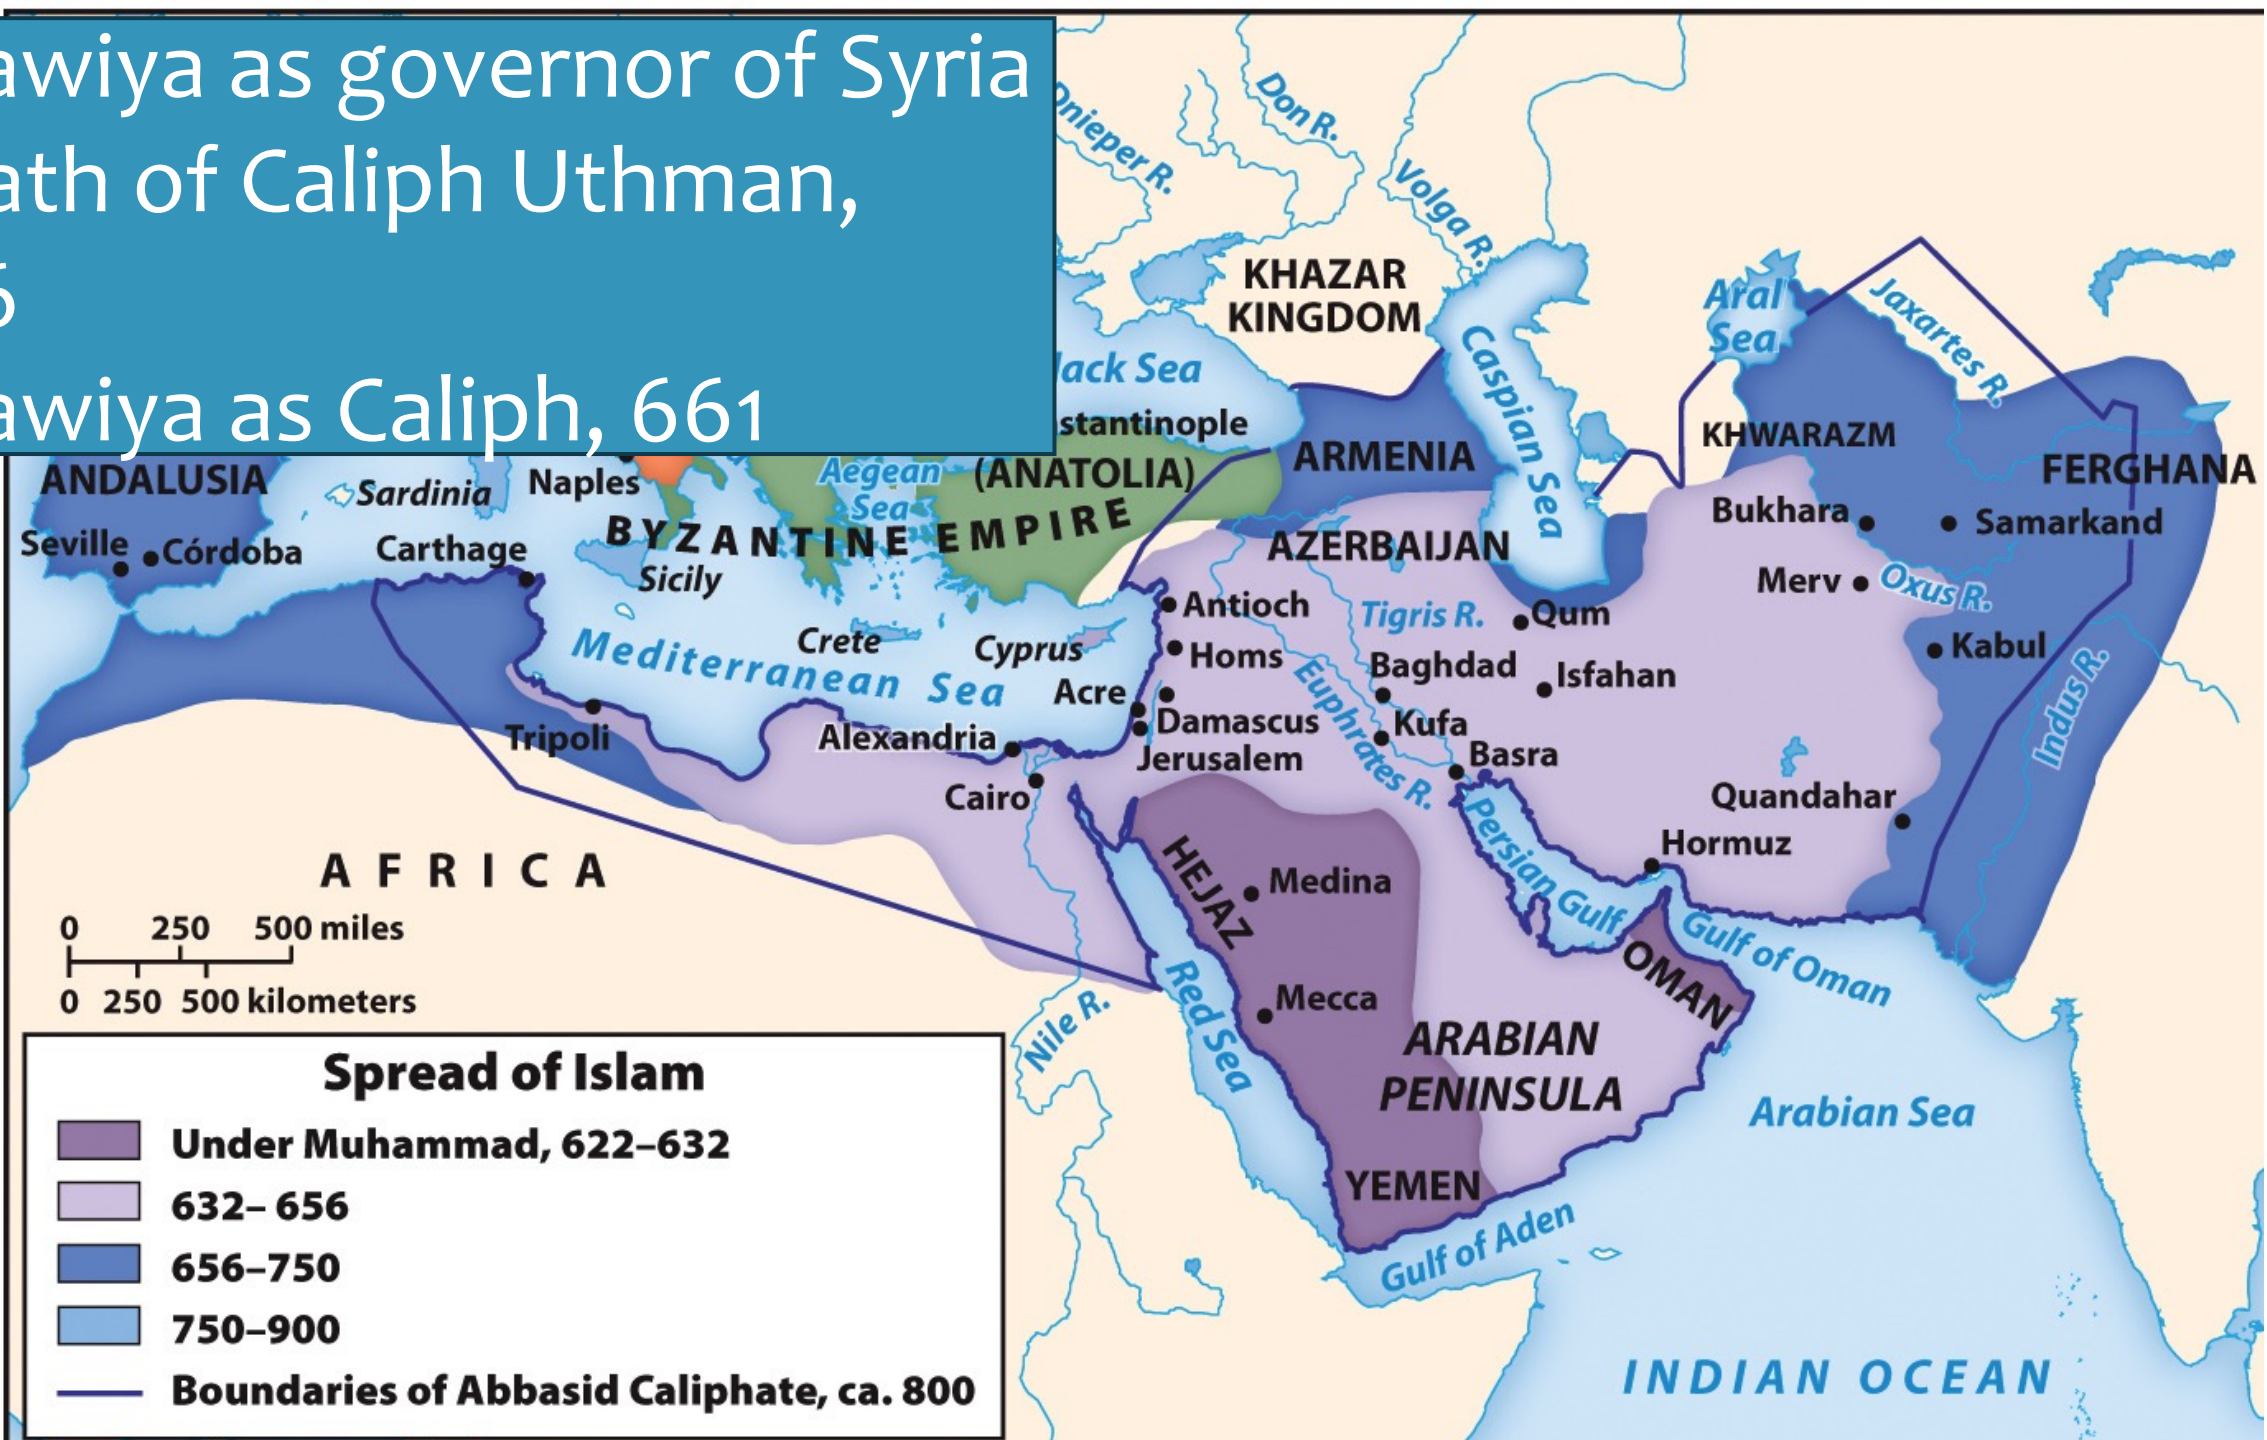 awiya as governor of Syria
ath of Caliph Uthman,
6
awiya as Caliph, 661
Dnieper R.
Don R.
Volga R.
KHAZAR
KINGDOM
Aral
Sea
Jaxartes R.
Caspian Sea
lack Sea
stantinople
ARMENIA
KHWARAZM
FERGHANA
ANDALUSIA
Sardinia
Naples
Aegean
Sea
(ANATOLIA)
BYZANTINE EMPIRE
Seville
Córdoba
Carthage
Sicily
AZERBAIJAN
Bukhara
Samarkand
Merv
Oxus R.
Antioch
Tigris R.
Qum
Mediterranean Sea
Crete
Cyprus
Homs
Kabul
Baghdad
Isfahan
Acre
Euphrates R.
Indus R.
Tripoli
Alexandria
Damascus
Kufa
Jerusalem
Basra
Cairo
Quandahar
Persian Gulf
Hormuz
AFRICA
HEJAZ
Medina
Gulf of Oman
OMAN
0 250 500 miles
0 250 500 kilometers
Nile R.
Red Sea
Mecca
ARABIAN
PENINSULA
Arabian Sea
YEMEN
Gulf of Aden
INDIAN OCEAN
Spread of Islam
Under Muhammad, 622–632
632– 656
656–750
750–900
Boundaries of Abbasid Caliphate, ca. 800